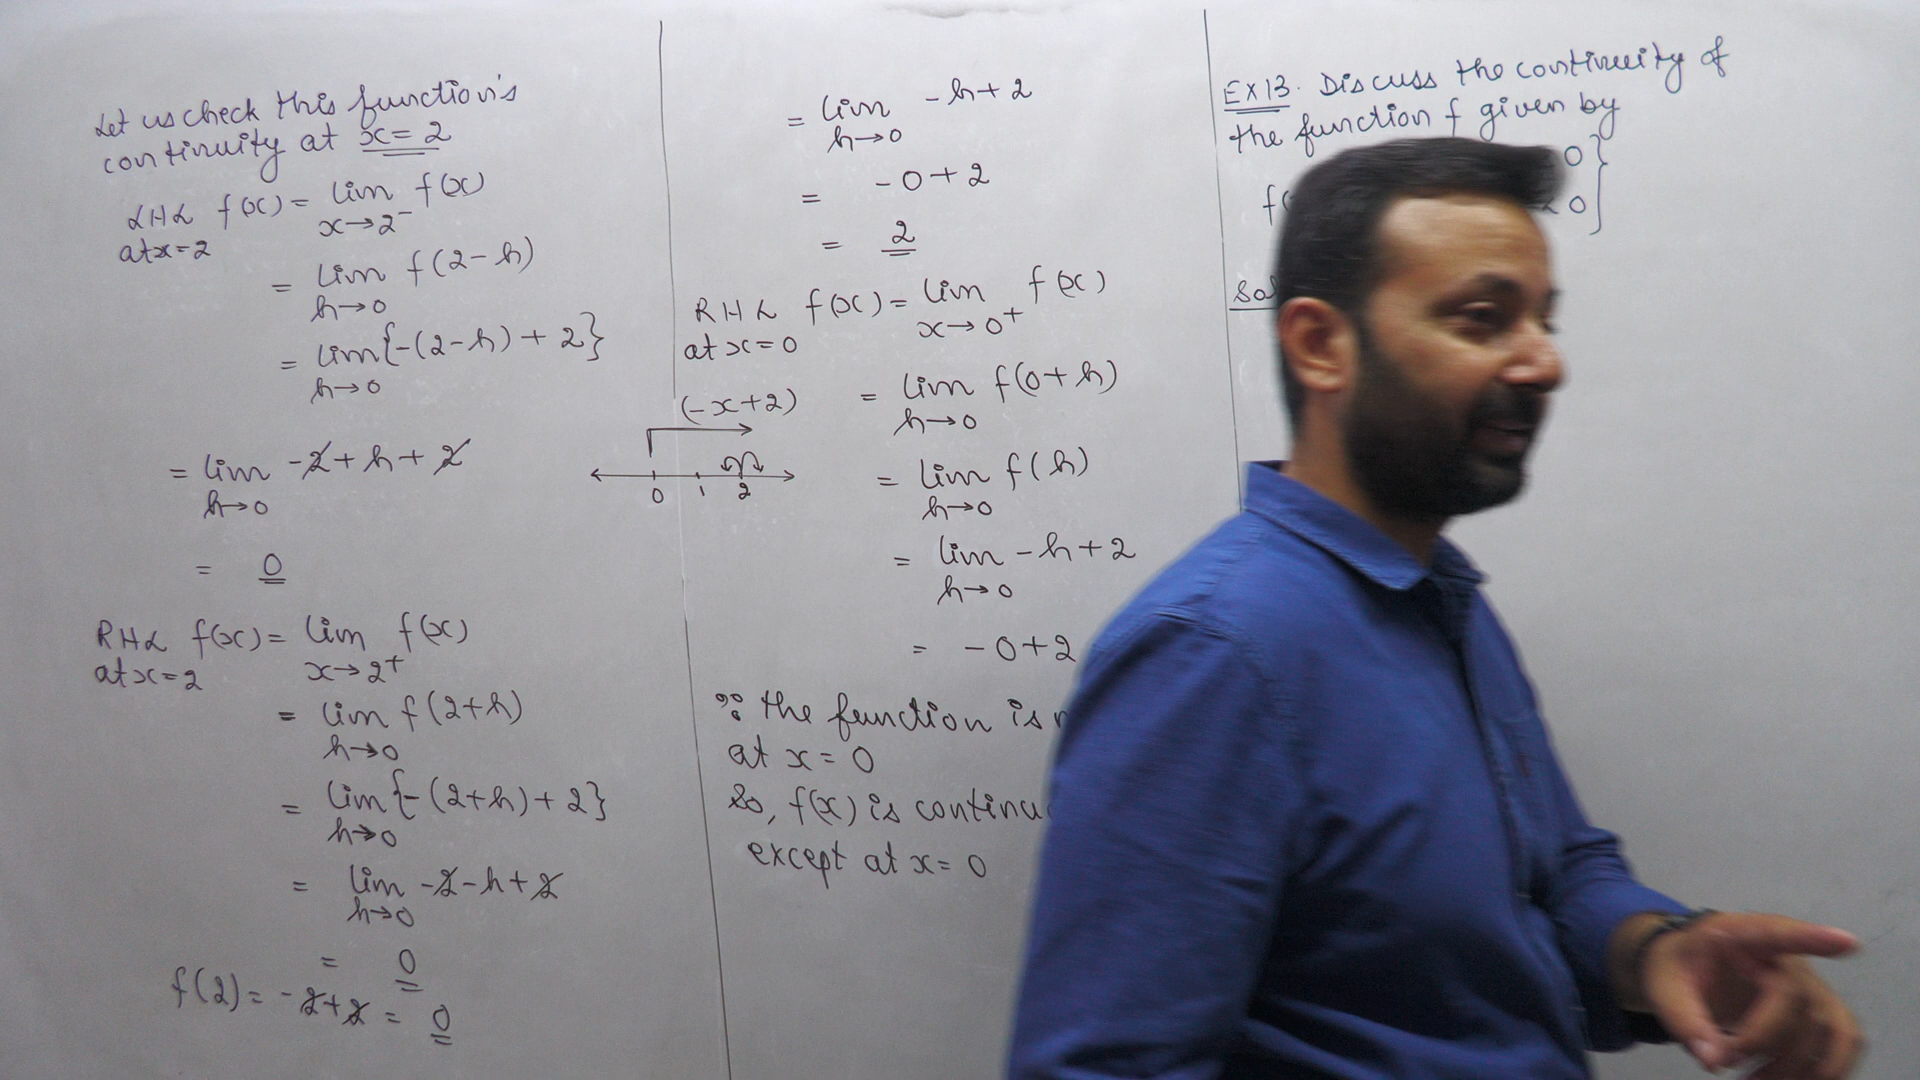 Let us check this function's
continuity at x=2
LHL f(x) = lim f(x)
at x=2 x→2⁻
= lim f(2-h)
h→0
= lim{-(2-h)+2}
h→0
= lim -2+h+2
h→0
= 0
RHL f(x) = lim f(x)
at x=2 x→2⁺
= lim f(2+h)
h→0
= lim{-(2+h)+2}
h→0
= lim -2-h+2
h→0
= 0
f(2) = -2+2 = 0
(-x+2)
0 1 2
= lim -h+2
h→0
= -0+2
= 2
RHL f(x) = lim f(x)
at x=0 x→0⁺
= lim f(0+h)
h→0
= lim f(h)
h→0
= lim -h+2
h→0
= -0+2
the function is
at x=0
So, f(x) is
except at x=0
EX13. Discuss the continuity of
the function f given by
0}
0